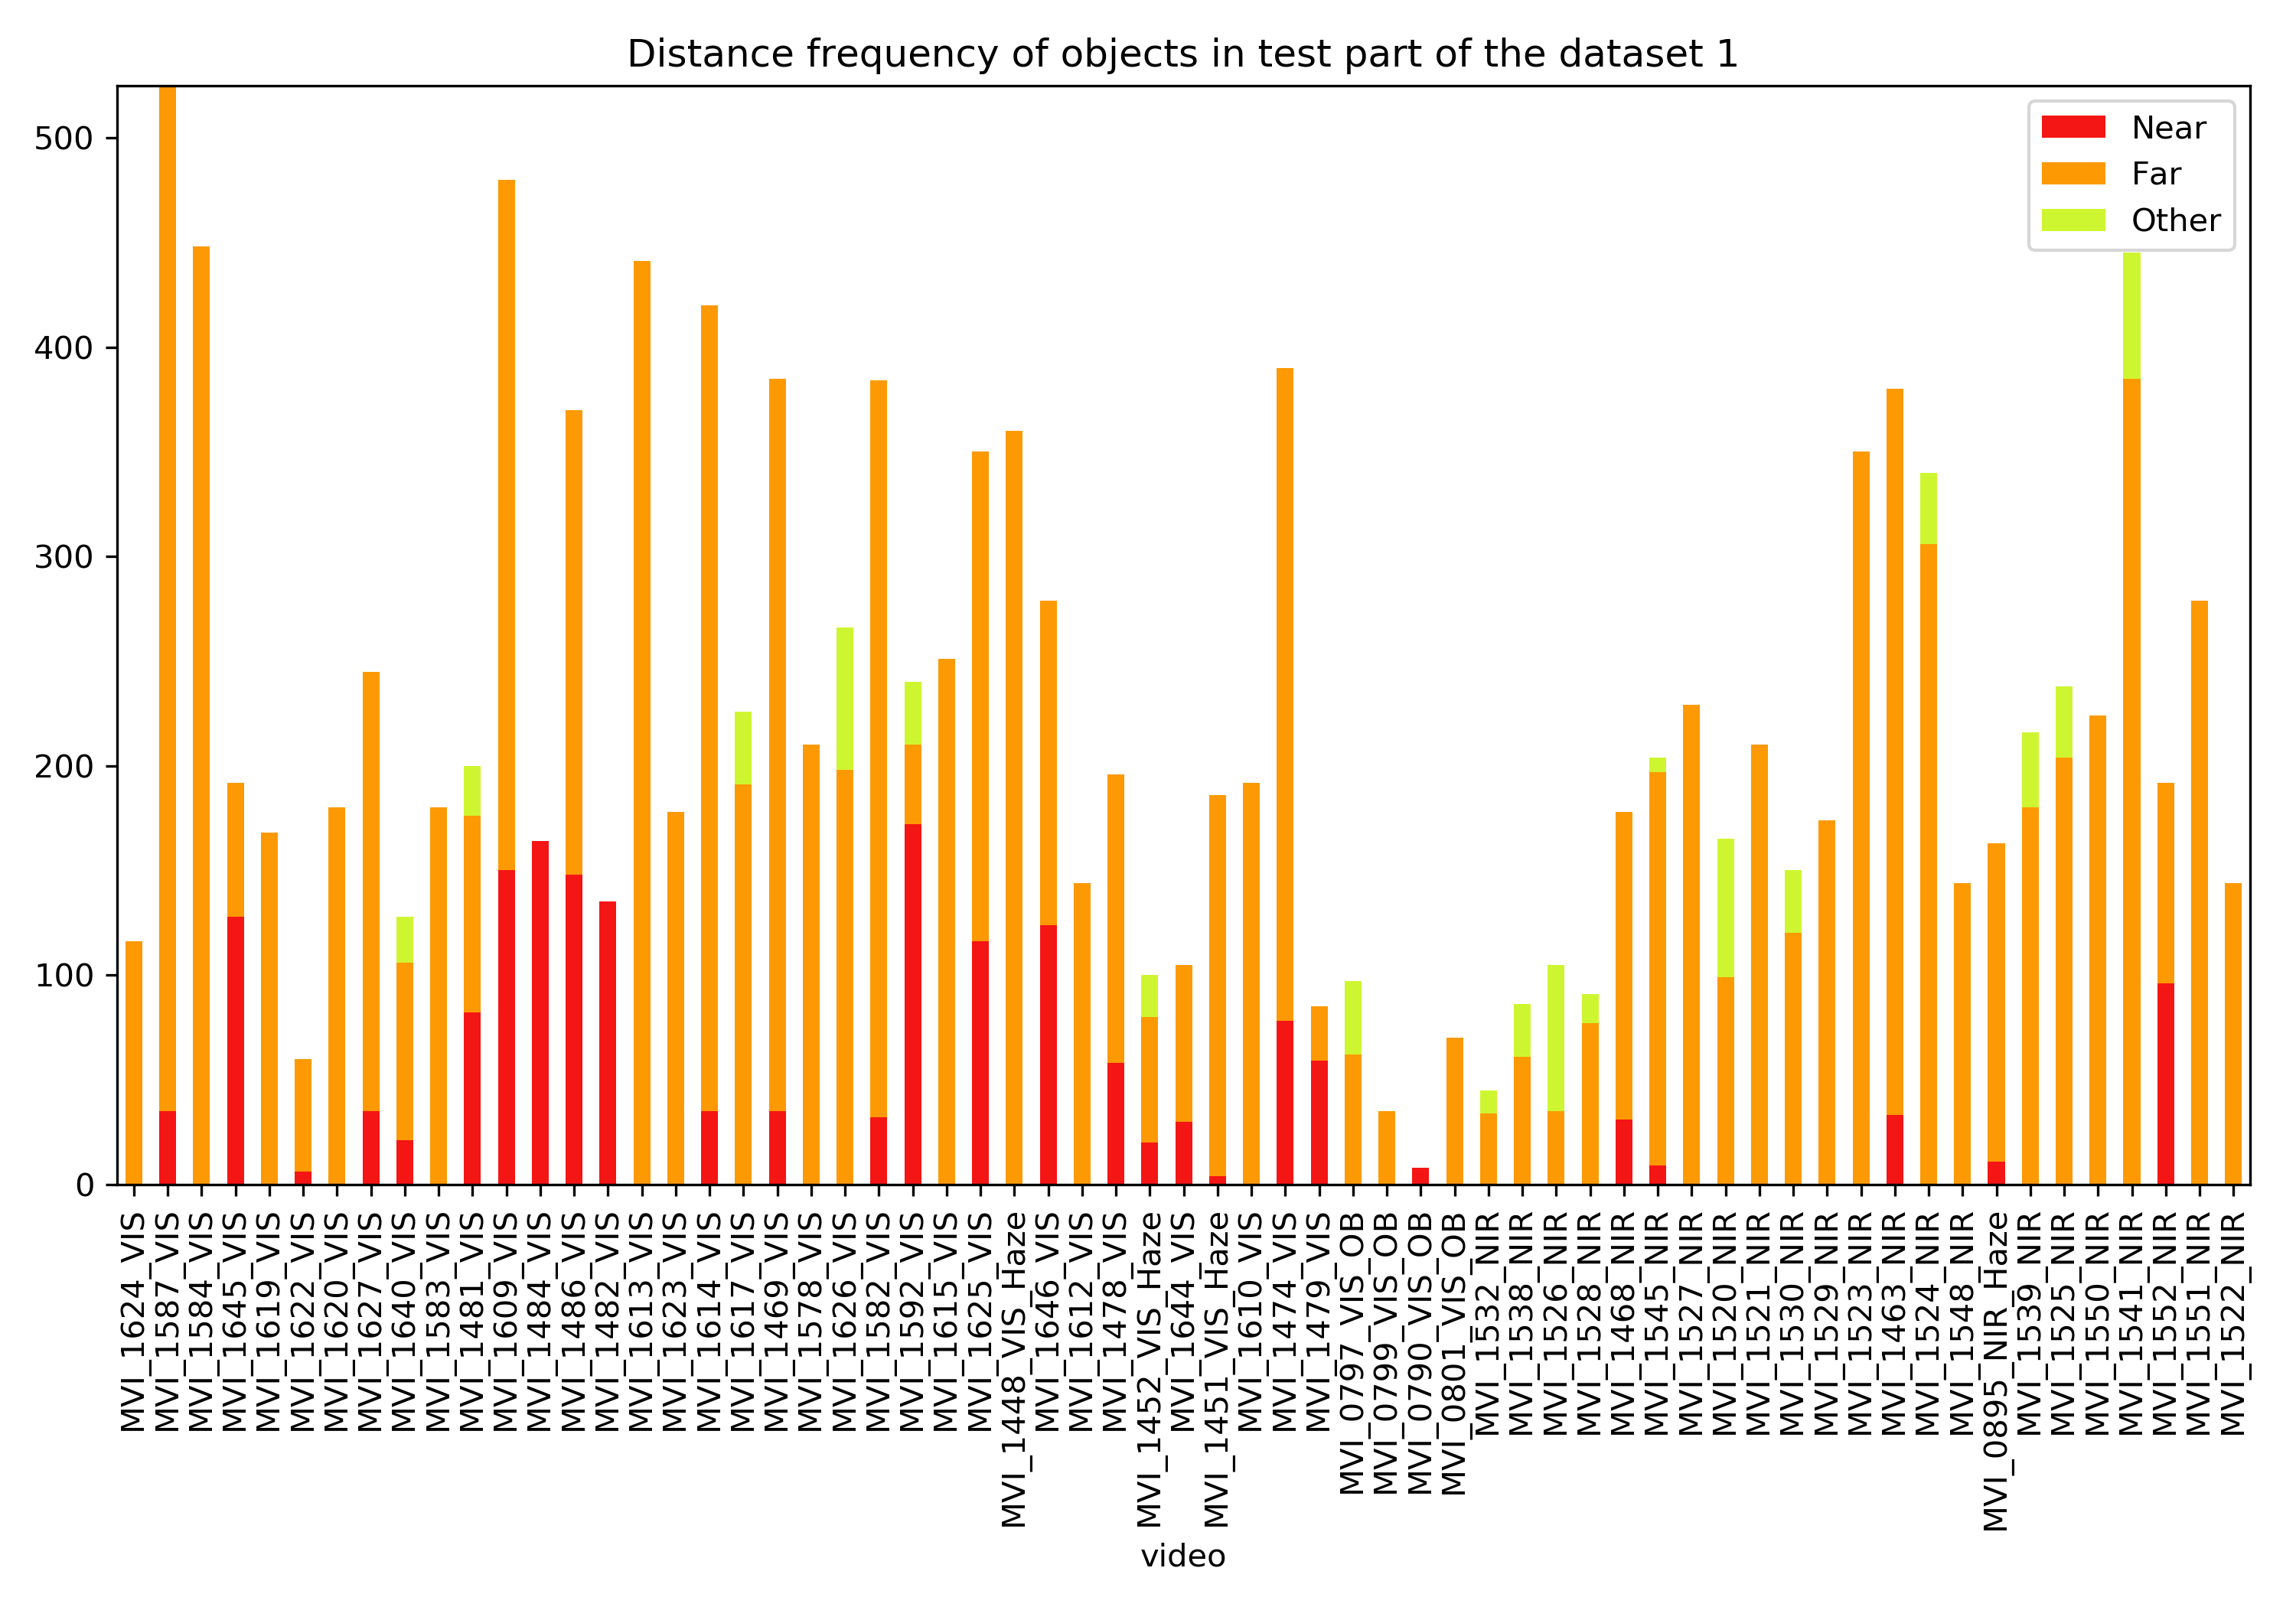 Distance frequency of objects in test part of the dataset 1
Near
Far
Other
500
400
300
200
100
0
MVI_1624_VIS
MVI_1587_VIS
MVI_1584_VIS
MVI_1645_VIS
MVI_1619_VIS
MVI_1622_VIS
MVI_1620_VIS
MVI_1627_VIS
MVI_1640_VIS
MVI_1583_VIS
MVI_1481_VIS
MVI_1609_VIS
MVI_1484_VIS
MVI_1486_VIS
MVI_1482_VIS
MVI_1613_VIS
MVI_1623_VIS
MVI_1614_VIS
MVI_1617_VIS
MVI_1469_VIS
MVI_1578_VIS
MVI_1626_VIS
MVI_1582_VIS
MVI_1592_VIS
MVI_1615_VIS
MVI_1625_VIS
MVI_1448_VIS_Haze
MVI_1646_VIS
MVI_1612_VIS
MVI_1478_VIS
MVI_1452_VIS_Haze
MVI_1644_VIS
MVI_1451_VIS_Haze
MVI_1610_VIS
MVI_1474_VIS
MVI_1479_VIS
MVI_0797_VIS_OB
MVI_0799_VIS_OB
MVI_0790_VIS_OB
MVI_0801_VIS_OB
MVI_1532_NIR
MVI_1538_NIR
MVI_1526_NIR
MVI_1528_NIR
MVI_1468_NIR
MVI_1545_NIR
MVI_1527_NIR
MVI_1520_NIR
MVI_1521_NIR
MVI_1530_NIR
MVI_1529_NIR
MVI_1523_NIR
MVI_1463_NIR
MVI_1524_NIR
MVI_1548_NIR
MVI_0895_NIR_Haze
MVI_1539_NIR
MVI_1525_NIR
MVI_1550_NIR
MVI_1541_NIR
MVI_1552_NIR
MVI_1551_NIR
MVI_1522_NIR
video